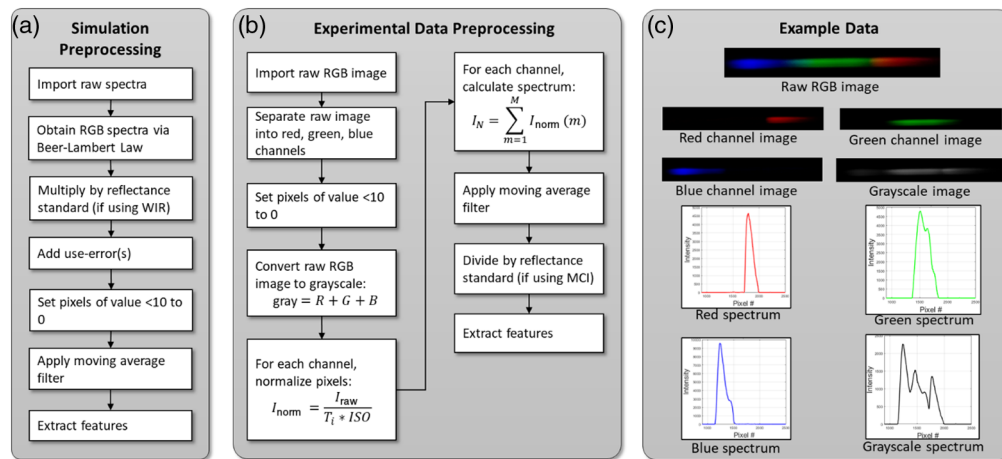 (a)
Simulation
Preprocessing
Import raw spectra
Obtain RGB spectra via
Beer-Lambert Law
Multiply by reflectance
standard (if using WIR)
Add use-error(s)
Set pixels of value <10 to
0
Apply moving average
filter
Extract features
(b)
Experimental Data Preprocessing
Import raw RGB image
Separate raw image
into red, green, blue
channels
Set pixels of value <10
to 0
Convert raw RGB
image to grayscale:
gray = R + G + B
For each channel,
normalize pixels:
I_norm = I_raw / T_i * ISO
For each channel,
calculate spectrum:
I_N = ∑_{m=1}^{M} I_norm (m)
Apply moving average
filter
Divide by reflectance
standard (if using MCI)
Extract features
(c)
Example Data
Raw RGB image
Red channel image
Green channel image
Blue channel image
Grayscale image
Intensity
Pixel #
Red spectrum
Intensity
Pixel #
Green spectrum
Intensity
Pixel #
Blue spectrum
Intensity
Pixel #
Grayscale spectrum